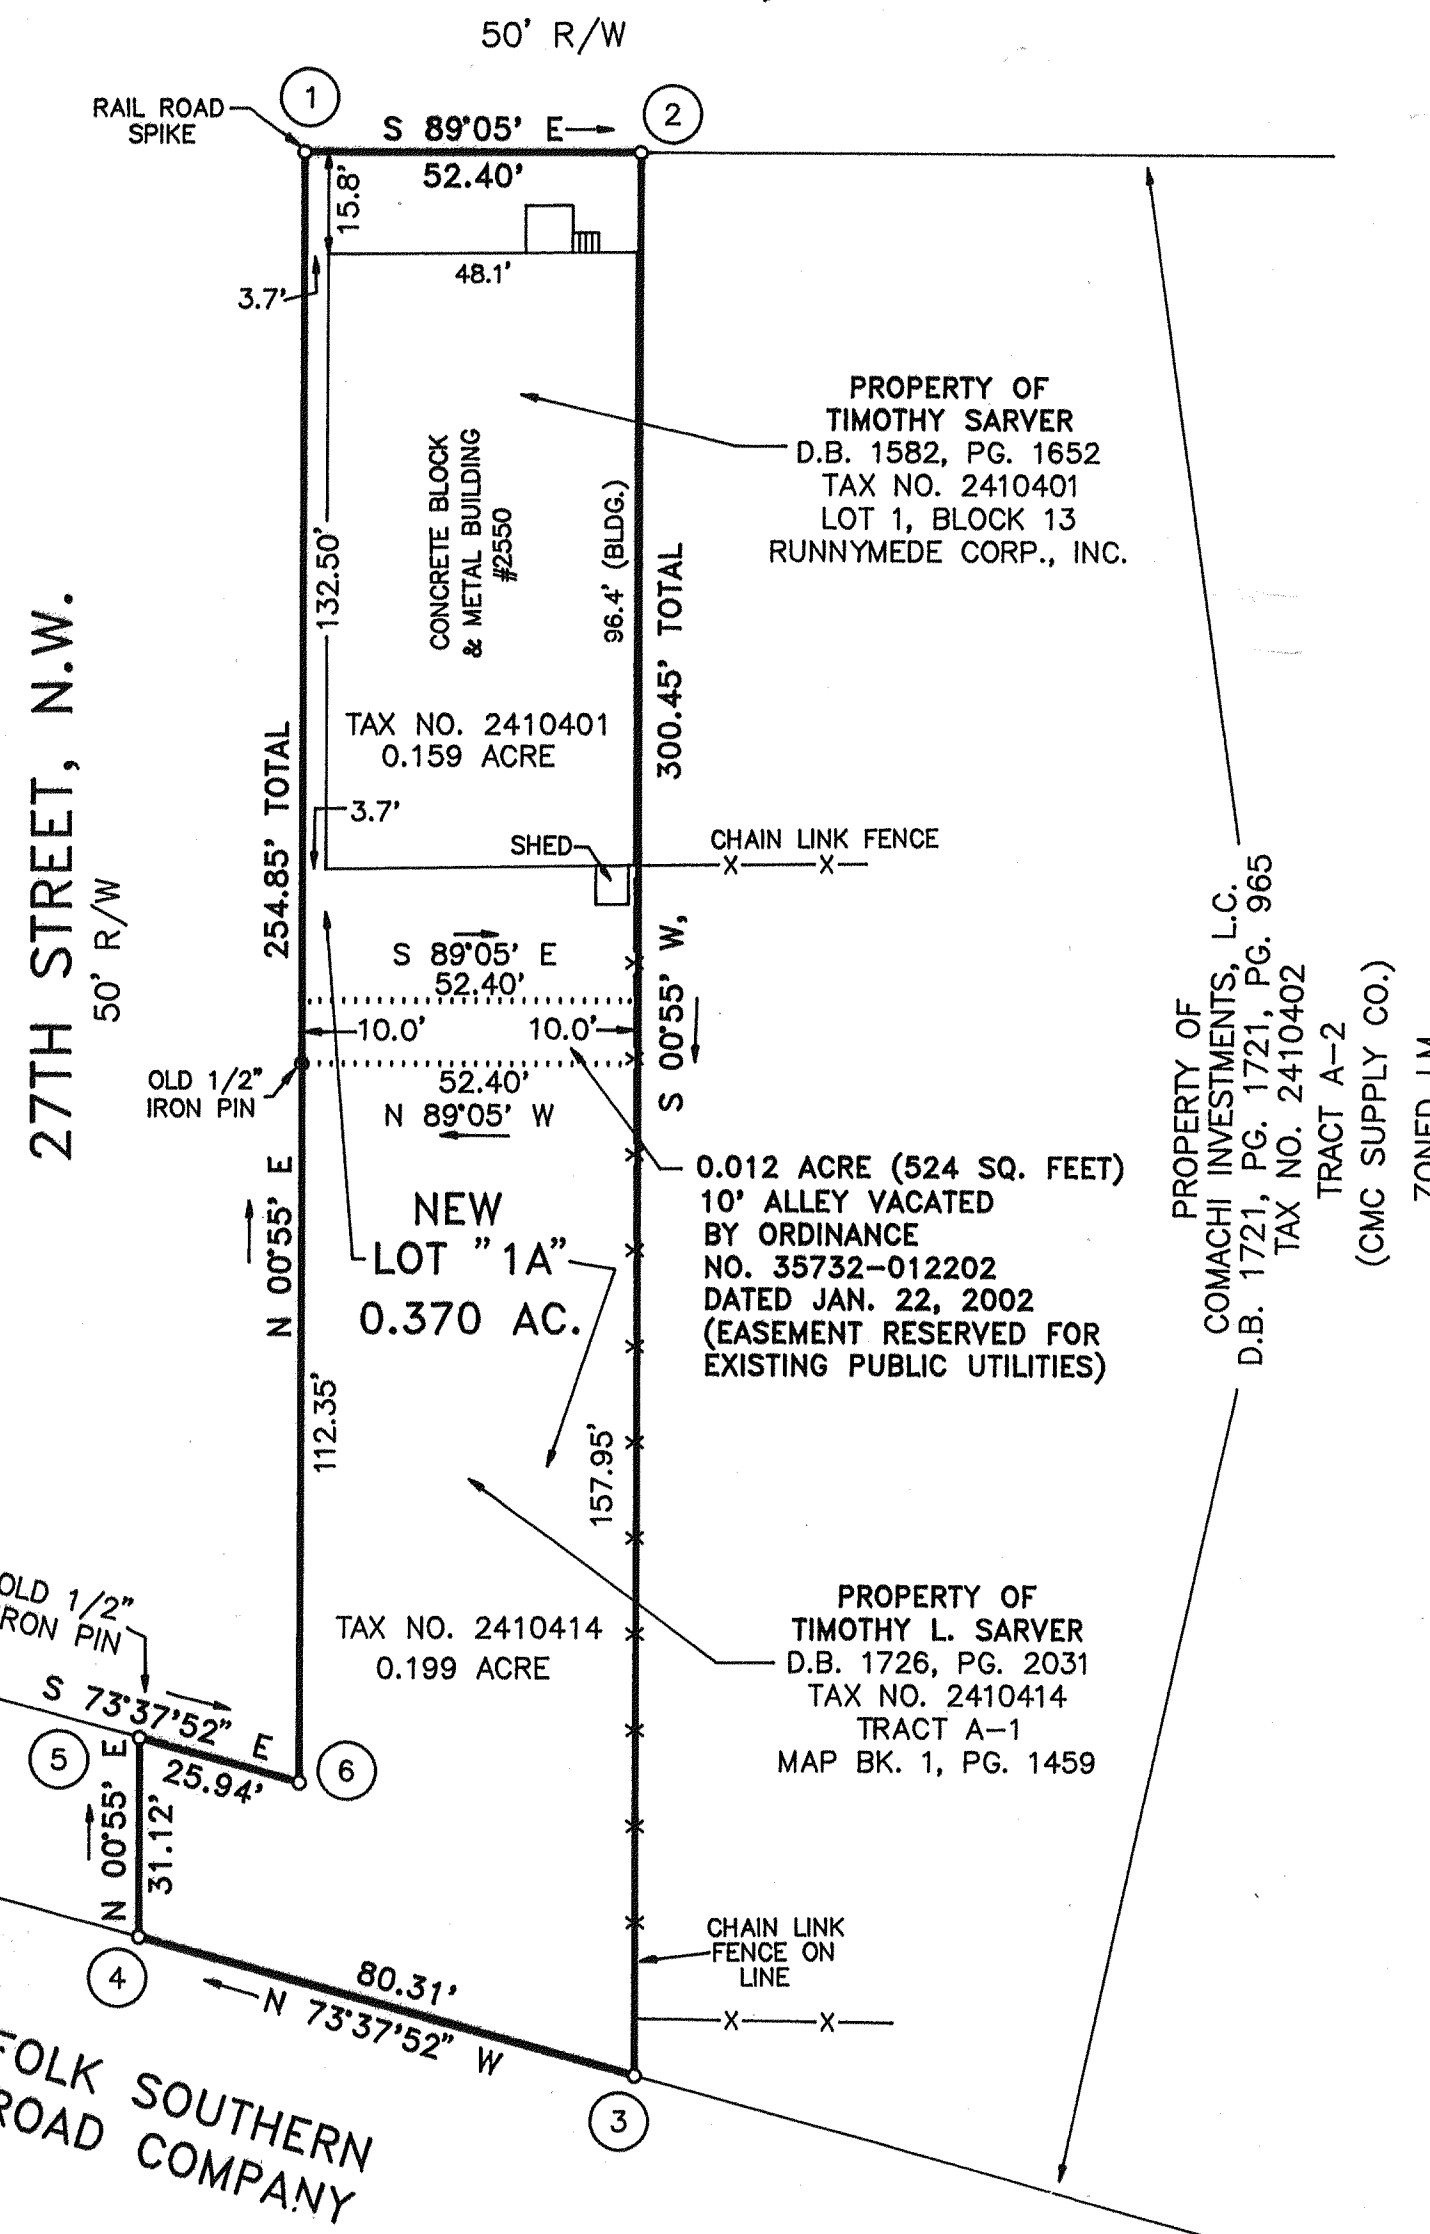 50' R/W
1
2
RAIL ROAD
SPIKE
S 89°05' E
52.40'
15.8'
48.1'
3.7'
PROPERTY OF
TIMOTHY SARVER
D.B. 1582, PG. 1652
TAX NO. 2410401
LOT 1, BLOCK 13
RUNNYMEDE CORP., INC.
CONCRETE BLOCK
& METAL BUILDING
#2550
96.4' (BLDG.)
132.50'
300.45' TOTAL
27TH STREET, N.W.
50' R/W
254.85' TOTAL
TAX NO. 2410401
0.159 ACRE
3.7'
SHED
CHAIN LINK FENCE
X X
S 89°05' E
52.40'
S 00°55' W,
10.0' 10.0'
OLD 1/2"
IRON PIN
52.40'
N 89°05' W
PROPERTY OF
COMACHI INVESTMENTS, L.C.
D.B. 1721, PG. 1721, PG. 965
TAX NO. 2410402
TRACT A-2
(CMC SUPPLY CO.)
N 00°55' E
NEW
LOT "1A"
0.370 AC.
0.012 ACRE (524 SQ. FEET)
10' ALLEY VACATED
BY ORDINANCE
NO. 35732-012202
DATED JAN. 22, 2002
(EASEMENT RESERVED FOR
EXISTING PUBLIC UTILITIES)
112.35'
157.95'
OLD 1/2"
IRON PIN
TAX NO. 2410414
0.199 ACRE
PROPERTY OF
TIMOTHY L. SARVER
D.B. 1726, PG. 2031
TAX NO. 2410414
TRACT A-1
MAP BK. 1, PG. 1459
S 73°37'52" E
25.94'
5
6
N 00°55' E
31.12'
4
80.31'
N 73°37'52" W
CHAIN LINK
FENCE ON
LINE
X X
3
SOUTHERN
COMPANY